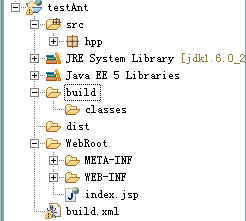 testAnt
src
hpp
JRE System Library [jdk1.6.0_2
Java EE 5 Libraries
build
classes
dist
WebRoot
META-INF
WEB-INF
index.jsp
build.xml